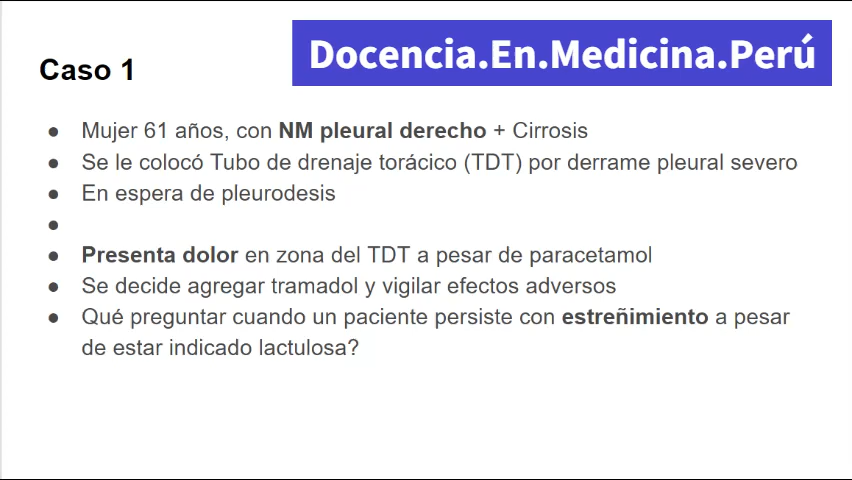 Docencia.En.Medicina.Perú
Caso 1
● Mujer 61 años, con NM pleural derecho + Cirrosis
● Se le colocó Tubo de drenaje torácico (TDT) por derrame pleural severo
● En espera de pleurodesis
●
● Presenta dolor en zona del TDT a pesar de paracetamol
● Se decide agregar tramadol y vigilar efectos adversos
● Qué preguntar cuando un paciente persiste con estreñimiento a pesar
de estar indicado lactulosa?